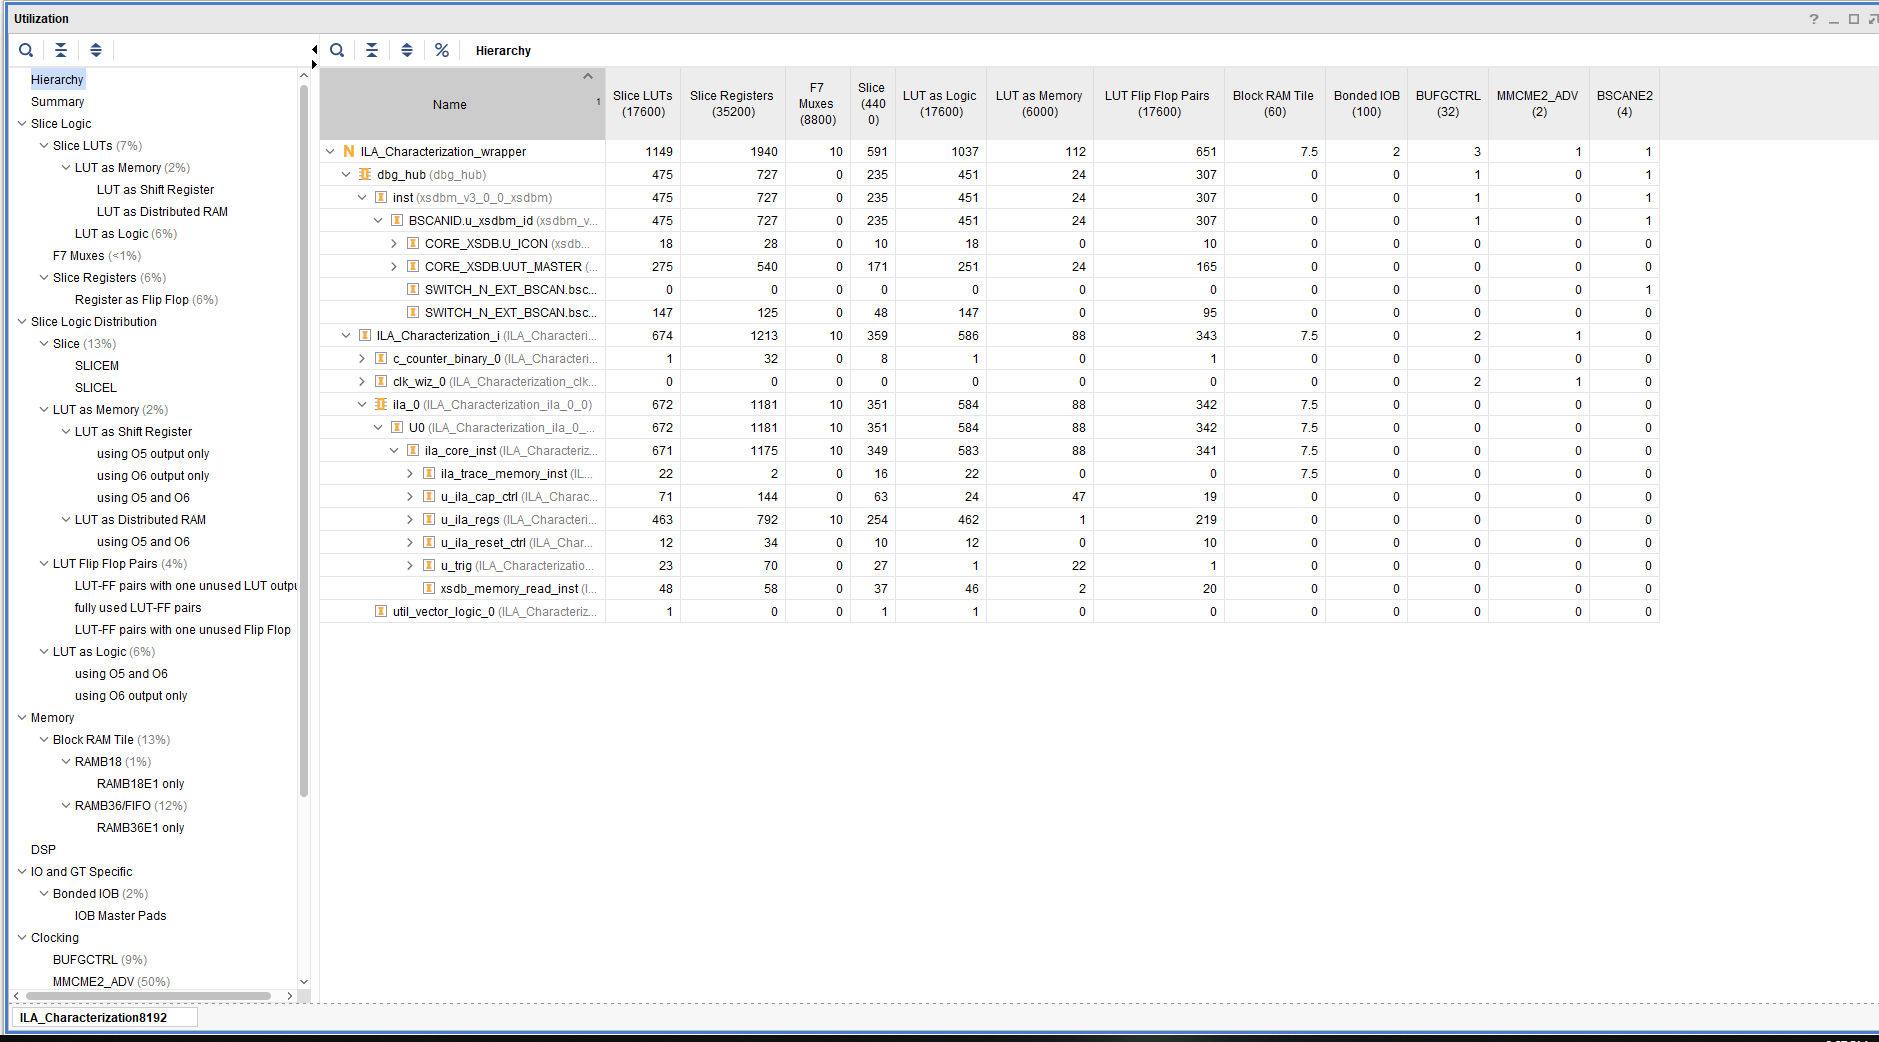 Utilization
?
%
Hierarchy
Hierarchy
Summary
Slice Logic
Slice LUTs (7%)
LUT as Memory (2%)
LUT as Shift Register
LUT as Distributed RAM
LUT as Logic (6%)
F7 Muxes (<1%)
Slice Registers (6%)
Register as Flip Flop (6%)
Slice Logic Distribution
Slice (13%)
SLICEM
SLICEL
LUT as Memory (2%)
LUT as Shift Register
using O5 output only
using O6 output only
using O5 and O6
LUT as Distributed RAM
using O5 and O6
LUT Flip Flop Pairs (4%)
LUT-FF pairs with one unused LUT outpu
fully used LUT-FF pairs
LUT-FF pairs with one unused Flip Flop
LUT as Logic (6%)
using O5 and O6
using O6 output only
Memory
Block RAM Tile (13%)
RAMB18 (1%)
RAMB18E1 only
RAMB36/FIFO (12%)
RAMB36E1 only
DSP
IO and GT Specific
Bonded IOB (2%)
IOB Master Pads
Clocking
BUFGCTRL (9%)
MMCME2_ADV (50%)
Name 1 Slice LUTs (17600) Slice Registers (35200) F7 Muxes (8800) Slice (440 0) LUT as Logic (17600) LUT as Memory (6000) LUT Flip Flop Pairs (17600) Block RAM Tile (60) Bonded IOB (100) BUFGCTRL (32) MMCME2_ADV (2) BSCANE2 (4)
N ILA_Characterization_wrapper 1149 1940 10 591 1037 112 651 7.5 2 3 1 1
dbg_hub (dbg_hub) 475 727 0 235 451 24 307 0 0 1 0 1
inst (xsdbm_v3_0_0_xsdbm) 475 727 0 235 451 24 307 0 0 1 0 1
BSCANID.u_xsdbm_id (xsdbm_v... 475 727 0 235 451 24 307 0 0 1 0 1
CORE_XSDB.U_ICON (xsdb... 18 28 0 10 18 0 10 0 0 0 0 0
CORE_XSDB.UUT_MASTER (... 275 540 0 171 251 24 165 0 0 0 0 0
SWITCH_N_EXT_BSCAN.bsc... 0 0 0 0 0 0 0 0 0 0 0 1
SWITCH_N_EXT_BSCAN.bsc... 147 125 0 48 147 0 95 0 0 0 0 0
ILA_Characterization_i (ILA_Characteri... 674 1213 10 359 586 88 343 7.5 0 2 1 0
c_counter_binary_0 (ILA_Characteri... 1 32 0 8 1 0 1 0 0 0 0 0
clk_wiz_0 (ILA_Characterization_clk... 0 0 0 0 0 0 0 0 0 2 1 0
ila_0 (ILA_Characterization_ila_0_0) 672 1181 10 351 584 88 342 7.5 0 0 0 0
U0 (ILA_Characterization_ila_0_... 672 1181 10 351 584 88 342 7.5 0 0 0 0
ila_core_inst (ILA_Characteriz... 671 1175 10 349 583 88 341 7.5 0 0 0 0
ila_trace_memory_inst (IL... 22 2 0 16 22 0 0 7.5 0 0 0 0
u_ila_cap_ctrl (ILA_Charac... 71 144 0 63 24 47 19 0 0 0 0 0
u_ila_regs (ILA_Characteri... 463 792 10 254 462 1 219 0 0 0 0 0
u_ila_reset_ctrl (ILA_Char... 12 34 0 10 12 0 10 0 0 0 0 0
u_trig (ILA_Characterizatio... 23 70 0 27 1 22 1 0 0 0 0 0
xsdb_memory_read_inst (I... 48 58 0 37 46 2 20 0 0 0 0 0
util_vector_logic_0 (ILA_Characteriz... 1 0 0 1 1 0 0 0 0 0 0 0
ILA_Characterization8192